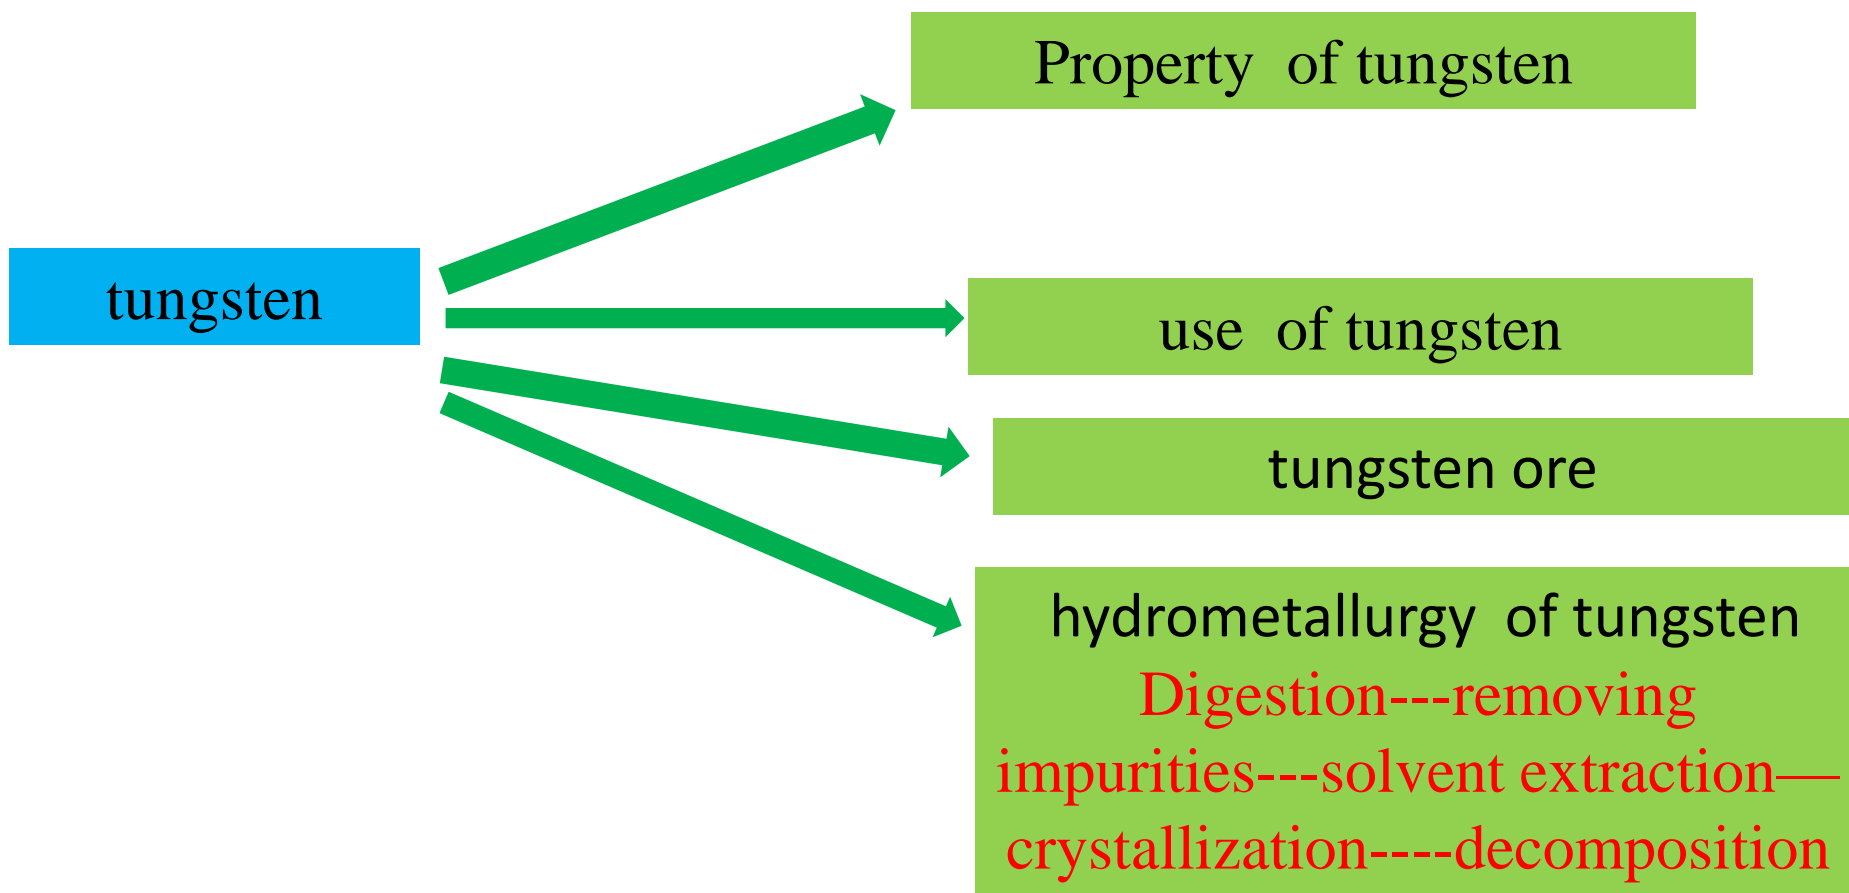 Property  of tungsten
tungsten
use  of tungsten
tungsten ore
hydrometallurgy  of tungsten
Digestion---removing
impurities---solvent extraction—
crystallization----decomposition